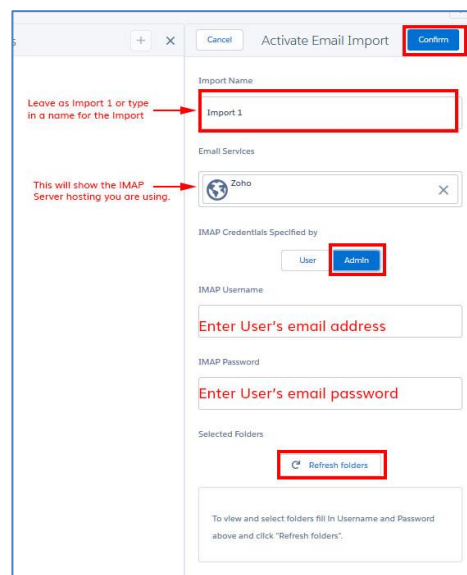 s
+
×
Cancel
Activate Email Import
Confirm
Import Name
Leave as Import 1 or type
in a name for the Import
Import 1
Email Services
This will show the IMAP
Server hosting you are using.
Zoho
×
IMAP Credentials Specified by
User
Admin
IMAP Username
Enter User's email address
IMAP Password
Enter User's email password
Selected Folders
Refresh folders
To view and select folders fill in Username and Password
above and click "Refresh folders".